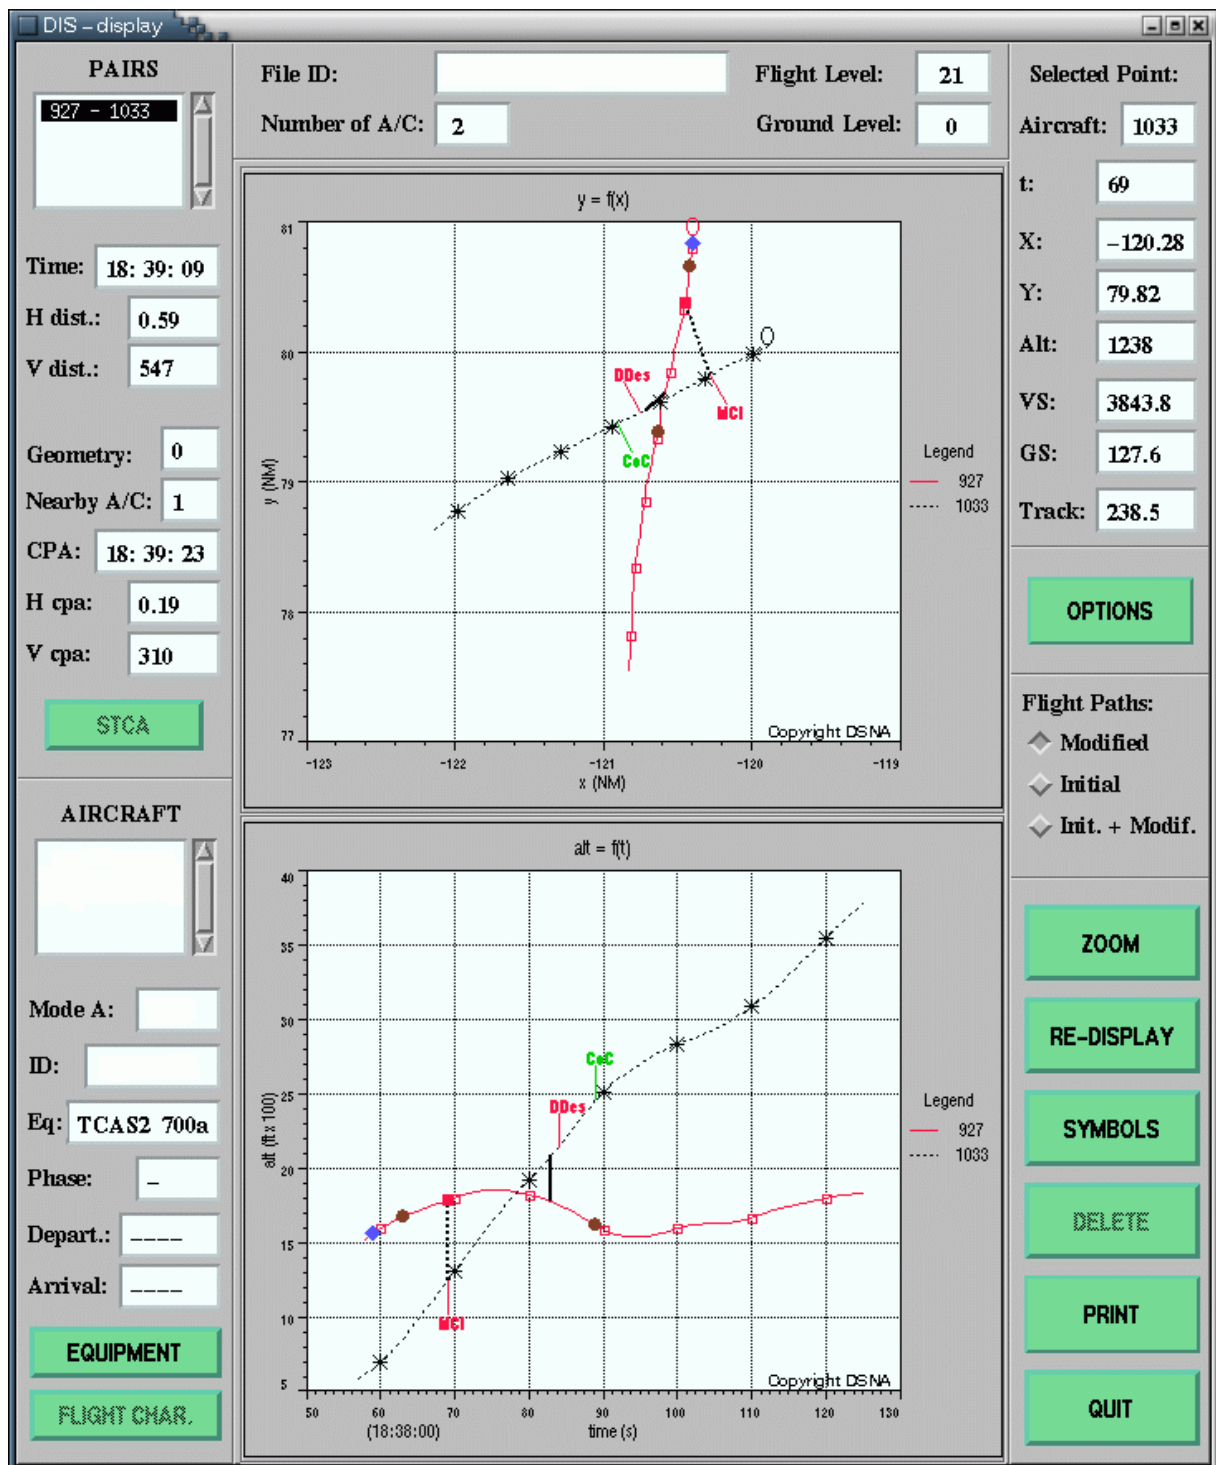 DIS – display
PAIRS
927 – 1033
Time: 18: 39: 09
H dist.: 0.59
V dist.: 547
Geometry: 0
Nearby A/C: 1
CPA: 18: 39: 23
H cpa: 0.19
V cpa: 310
STCA
AIRCRAFT
Mode A:
ID:
Eq: TCAS2 700a
Phase: –
Depart.: ----
Arrival: ----
EQUIPMENT
FLIGHT CHAR.
File ID:
Flight Level: 21
Number of A/C: 2
Ground Level: 0
y = f(x)
81
80
79
78
77
y (NM)
DDes
MCl
CoC
Legend
927
1033
Copyright DSNA
-123 -122 -121 -120 -119
x (NM)
alt = f(t)
40
35
30
25
20
15
10
5
alt (ft x 100)
CoC
DDes
MCl
Legend
927
1033
Copyright DSNA
50 60 70 80 90 100 110 120 130
(18:38:00) time (s)
Selected Point:
Aircraft: 1033
t: 69
X: –120.28
Y: 79.82
Alt: 1238
VS: 3843.8
GS: 127.6
Track: 238.5
OPTIONS
Flight Paths:
Modified
Initial
Init. + Modif.
ZOOM
RE–DISPLAY
SYMBOLS
DELETE
PRINT
QUIT